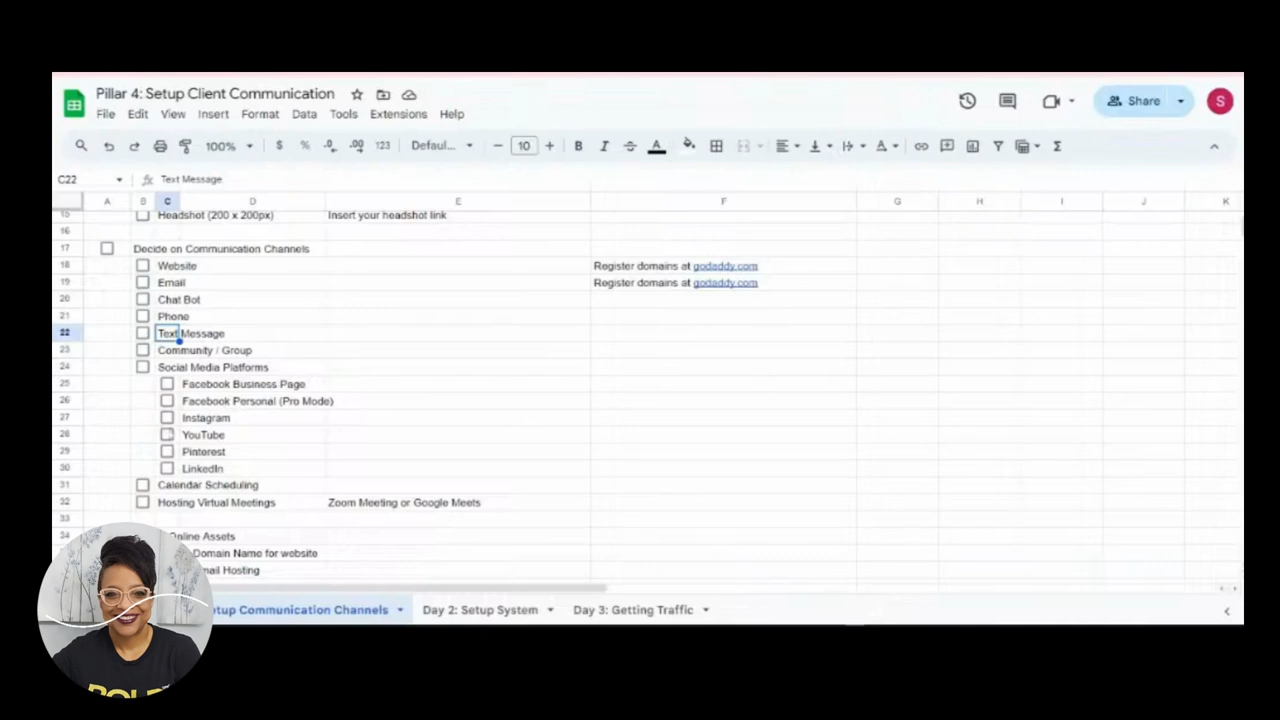 Pillar 4: Setup Client Communication
File Edit View Insert Format Data Tools Extensions Help
Share
S
100% $ % .0 .00 123 Defaul... 10 B I A Σ
C22 fx Text Message
A B C D E F G H I J K
15 Headshot (200 x 200px) Insert your headshot link
16
17 Decide on Communication Channels
18 Website Register domains at godaddy.com
19 Email Register domains at godaddy.com
20 Chat Bot
21 Phone
22 Text Message
23 Community / Group
24 Social Media Platforms
25 Facebook Business Page
26 Facebook Personal (Pro Mode)
27 Instagram
28 YouTube
29 Pinterest
30 LinkedIn
31 Calendar Scheduling
32 Hosting Virtual Meetings Zoom Meeting or Google Meets
33
34 Online Assets
Domain Name for website
mail Hosting
etup Communication Channels Day 2: Setup System Day 3: Getting Traffic